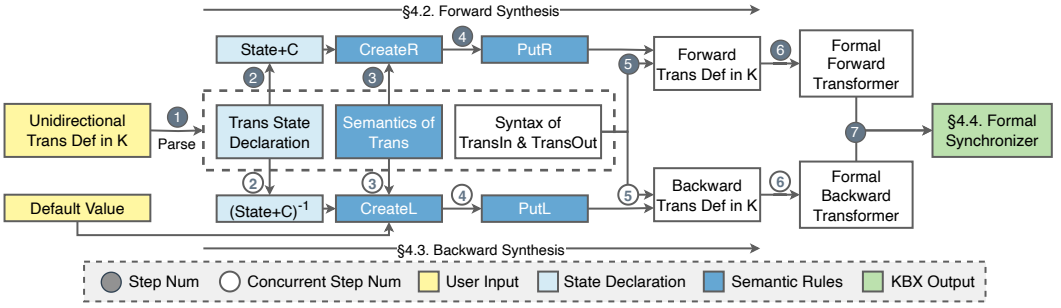 §4.2. Forward Synthesis
State+C
CreateR
4
PutR
Forward
Trans Def in K
6
Formal
Forward
Transformer
5
2
3
Unidirectional
Trans Def in K
1
Parse
Trans State
Declaration
Semantics of
Trans
Syntax of
TransIn & TransOut
7
§4.4. Formal
Synchronizer
2
3
Default Value
(State+C)⁻¹
CreateL
4
PutL
5
Backward
Trans Def in K
6
Formal
Backward
Transformer
§4.3. Backward Synthesis
Step Num
Concurrent Step Num
User Input
State Declaration
Semantic Rules
KBX Output